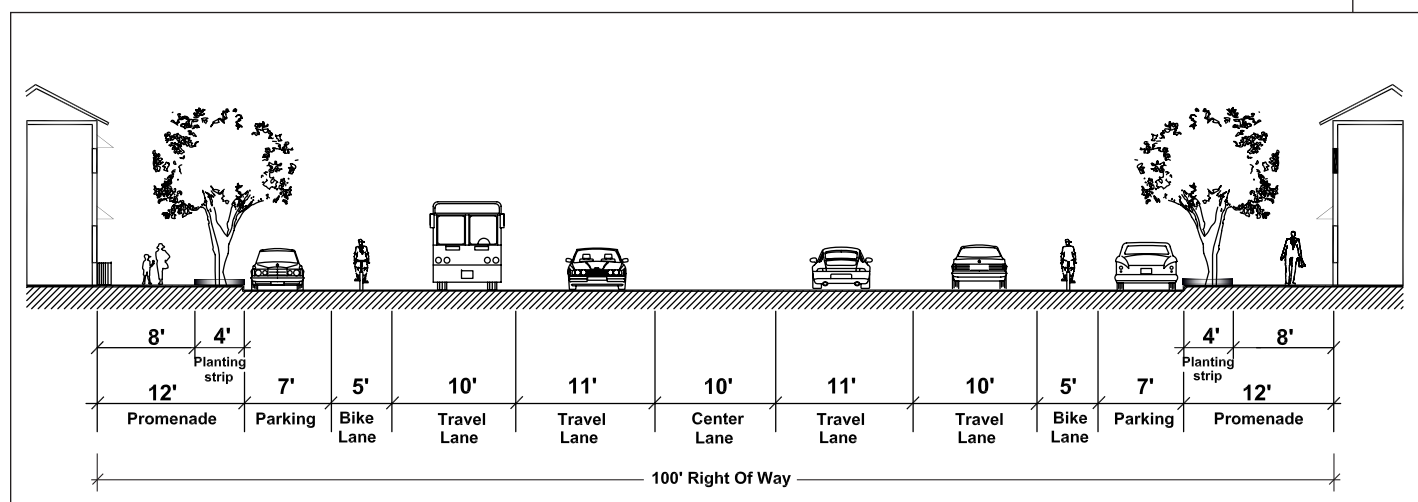 8' 4' 4' 8'
Planting Planting
strip strip
12' 7' 5' 10' 11' 10' 11' 10' 5' 7' 12'
Promenade Parking Bike Travel Travel Center Travel Travel Bike Parking Promenade
Lane Lane Lane Lane Lane Lane Lane
100' Right Of Way